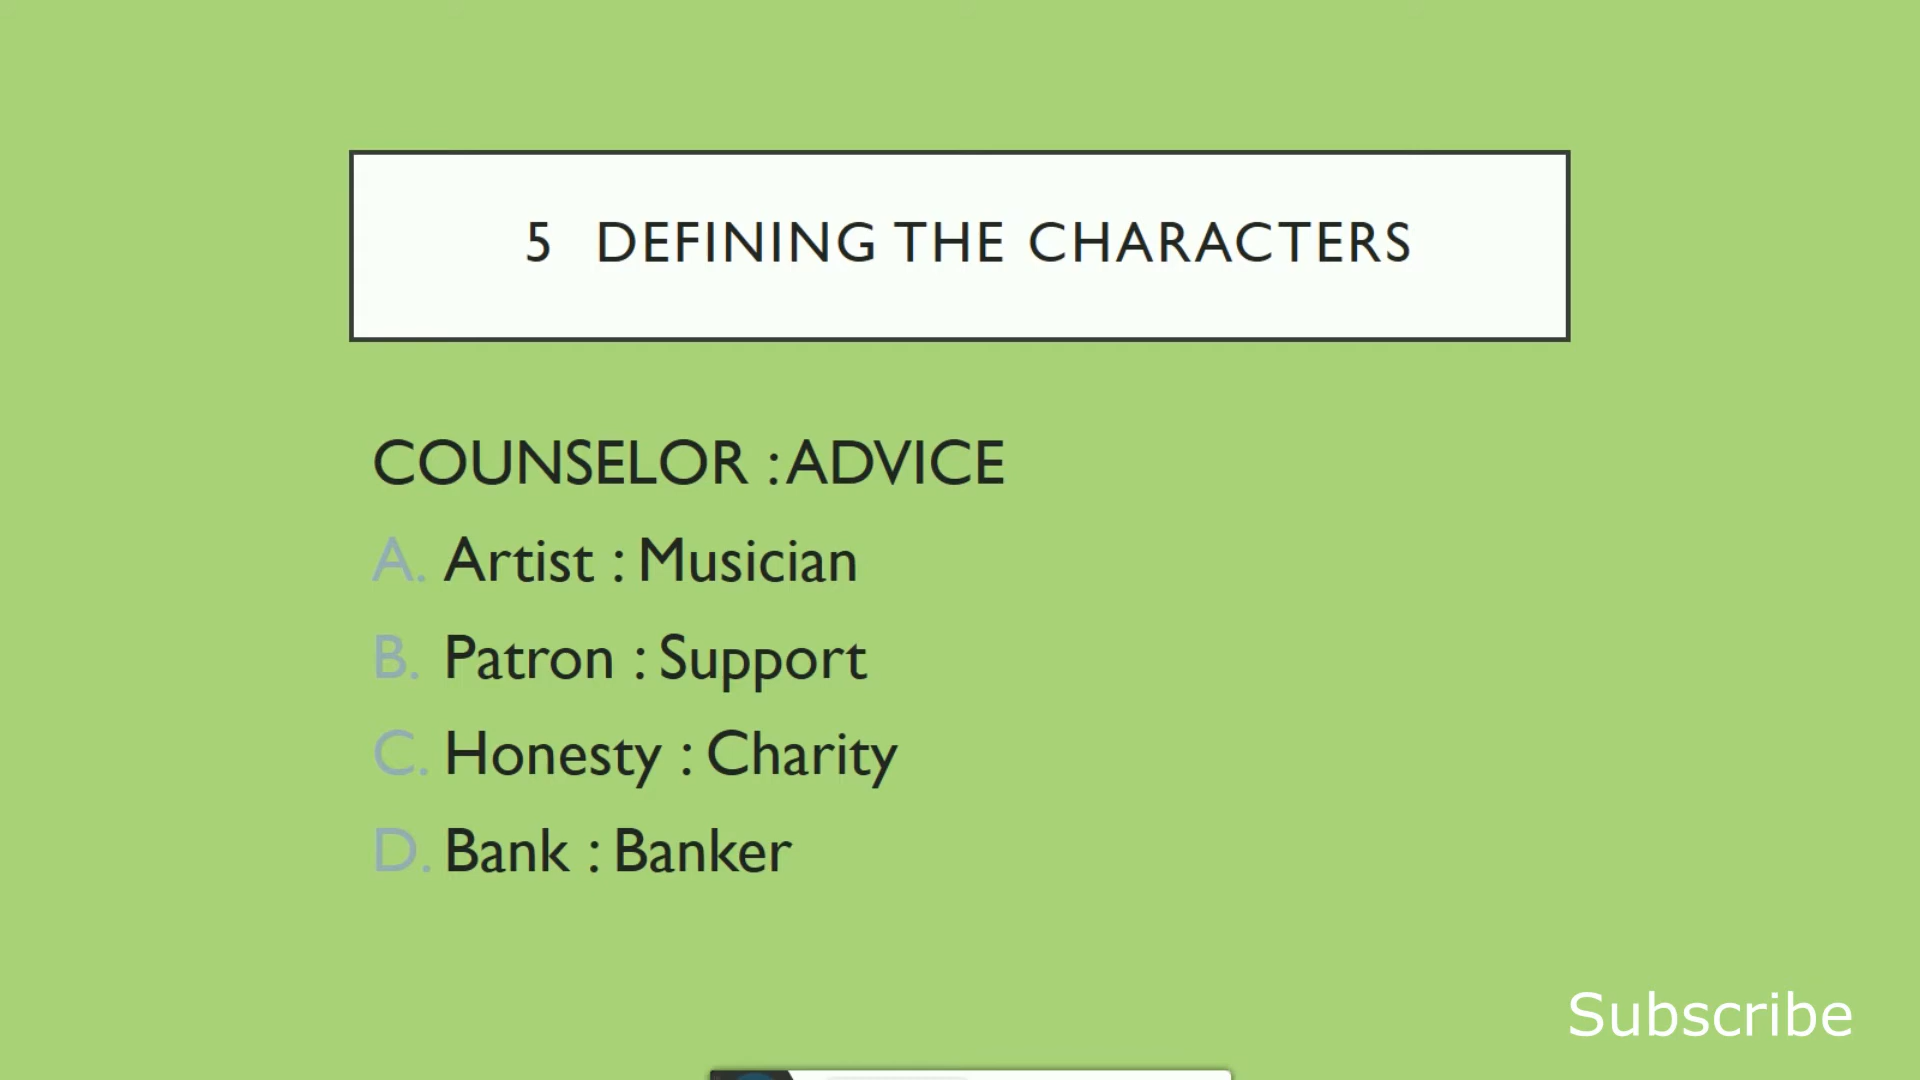 5 DEFINING THE CHARACTERS
COUNSELOR : ADVICE
A. Artist : Musician
B. Patron : Support
C. Honesty : Charity
D. Bank : Banker
Subscribe